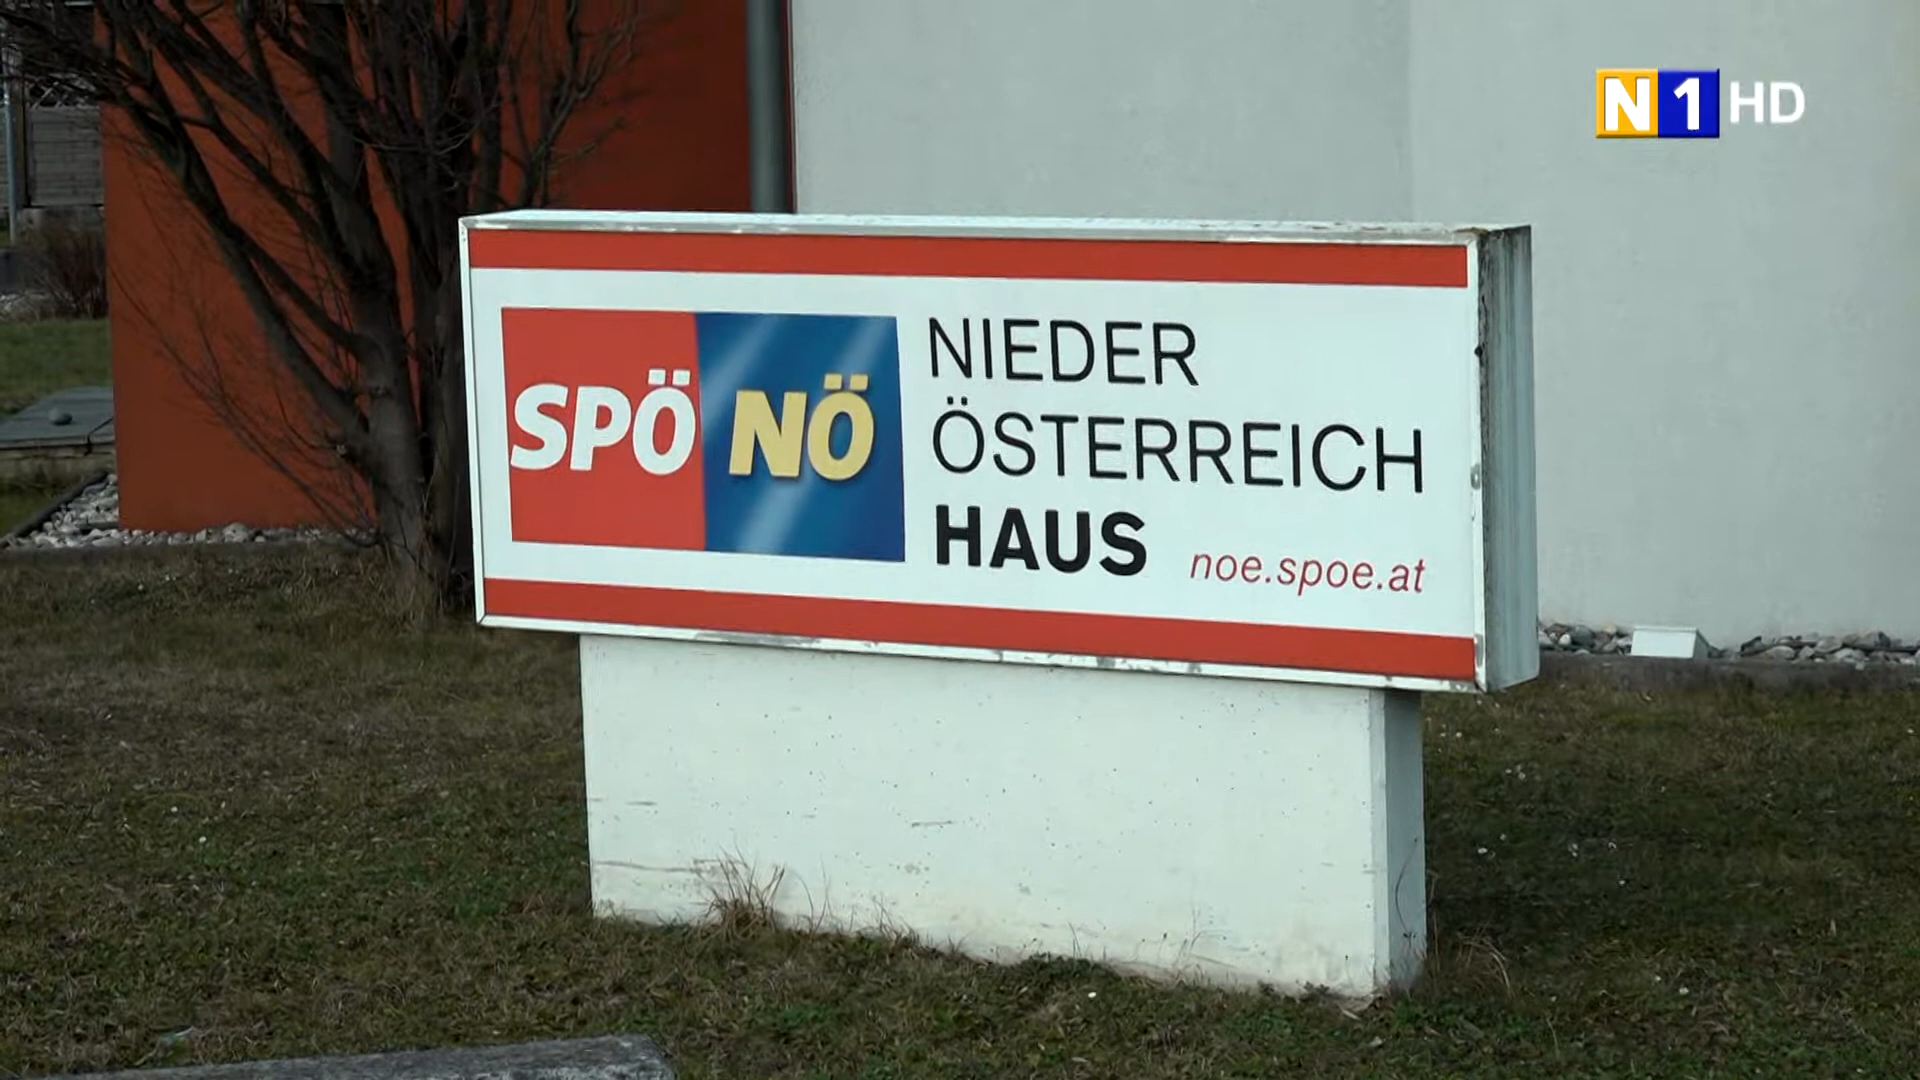 N1 HD
SPÖ NÖ
NIEDER
ÖSTERREICH
HAUS
noe.spoe.at